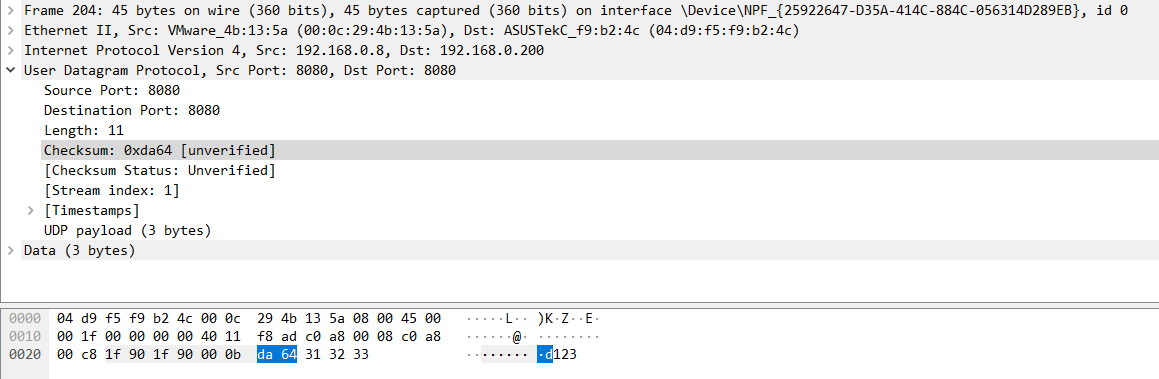 Frame 204: 45 bytes on wire (360 bits), 45 bytes captured (360 bits) on interface \Device\NPF_{25922647-D35A-414C-884C-056314D289EB}, id 0
Ethernet II, Src: VMware_4b:13:5a (00:0c:29:4b:13:5a), Dst: ASUSTekC_f9:b2:4c (04:d9:f5:f9:b2:4c)
Internet Protocol Version 4, Src: 192.168.0.8, Dst: 192.168.0.200
User Datagram Protocol, Src Port: 8080, Dst Port: 8080
Source Port: 8080
Destination Port: 8080
Length: 11
Checksum: 0xda64 [unverified]
[Checksum Status: Unverified]
[Stream index: 1]
[Timestamps]
UDP payload (3 bytes)
Data (3 bytes)
0000 04 d9 f5 f9 b2 4c 00 0c 29 4b 13 5a 08 00 45 00 ·····L·· )K·Z··E·
0010 00 1f 00 00 00 00 40 11 f8 ad c0 a8 00 08 c0 a8 ······@· ········
0020 00 c8 1f 90 1f 90 00 0b da 64 31 32 33 ········ ·d123